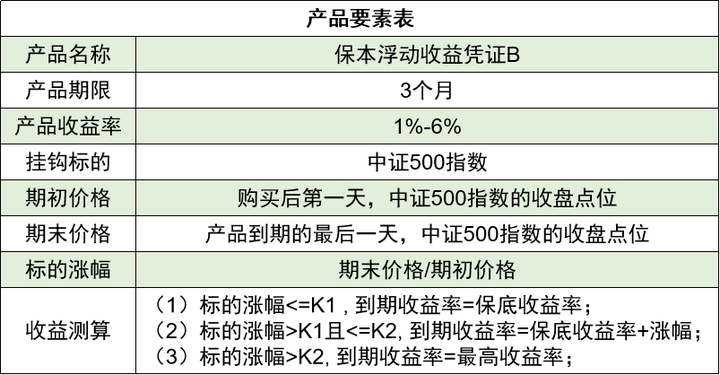 产品要素表
产品名称 保本浮动收益凭证B
产品期限 3个月
产品收益率 1%-6%
挂钩标的 中证500指数
期初价格 购买后第一天，中证500指数的收盘点位
期末价格 产品到期的最后一天，中证500指数的收盘点位
标的涨幅 期末价格/期初价格
收益测算
（1）标的涨幅<=K1 , 到期收益率=保底收益率；
（2）标的涨幅>K1且<=K2, 到期收益率=保底收益率+涨幅；
（3）标的涨幅>K2, 到期收益率=最高收益率；